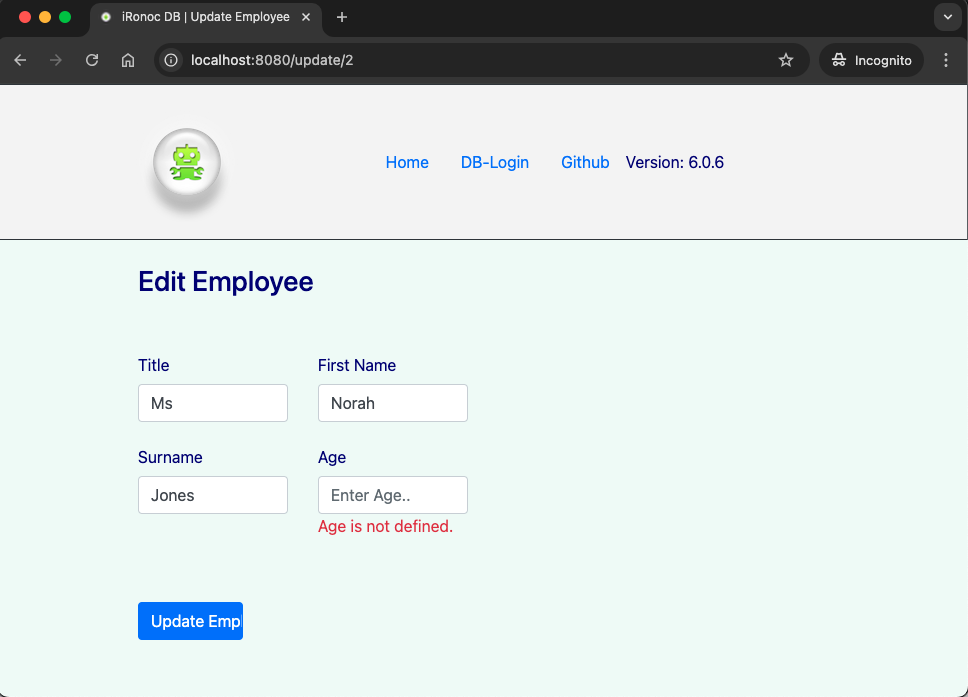 iRonoc DB | Update Employee
localhost:8080/update/2
Incognito
Home DB-Login Github Version: 6.0.6
Edit Employee
Title First Name
Ms Norah
Surname Age
Jones Enter Age..
Age is not defined.
Update Emp